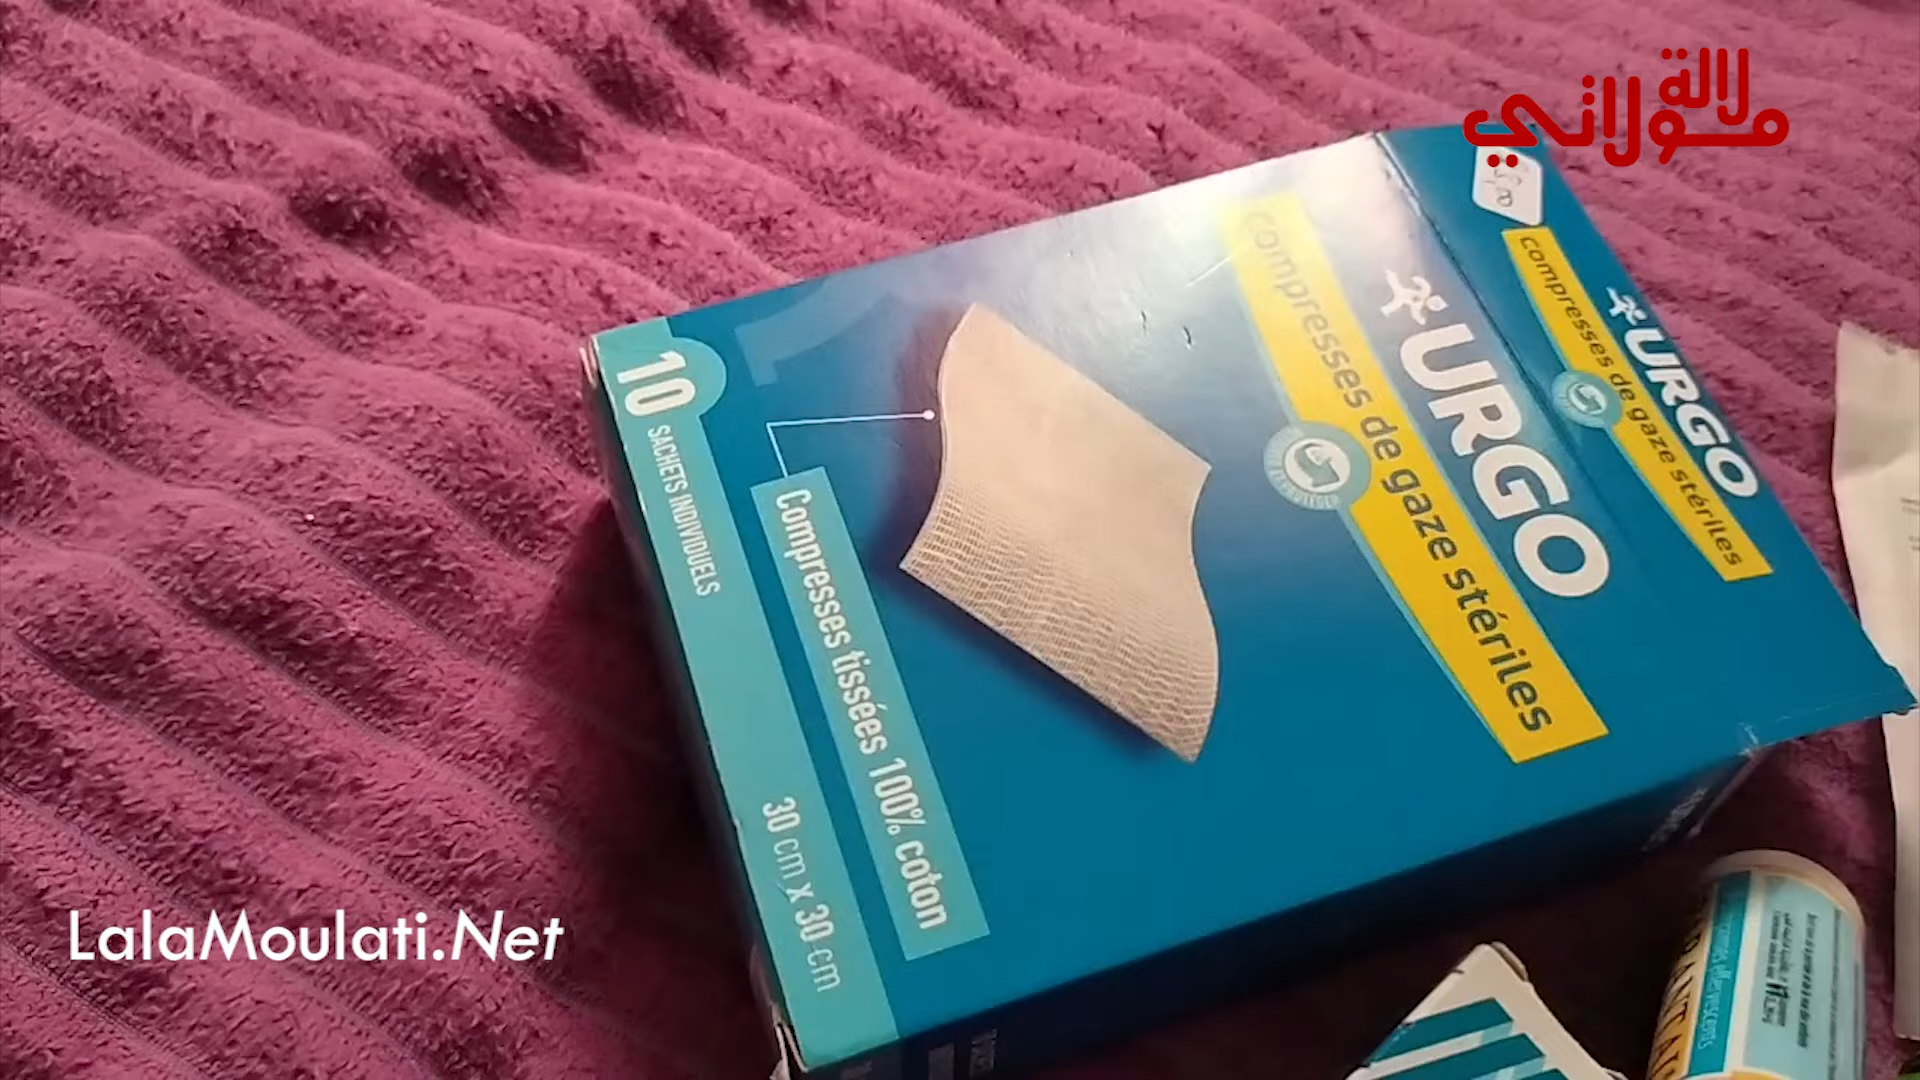 لالة
مولاتي
URGO
compresses de gaze stériles
URGO
compresses de gaze stériles
Compresses tissées 100% coton
10 SACHETS INDIVIDUELS
30 cm x 30 cm
effervescents
LalaMoulati.Net